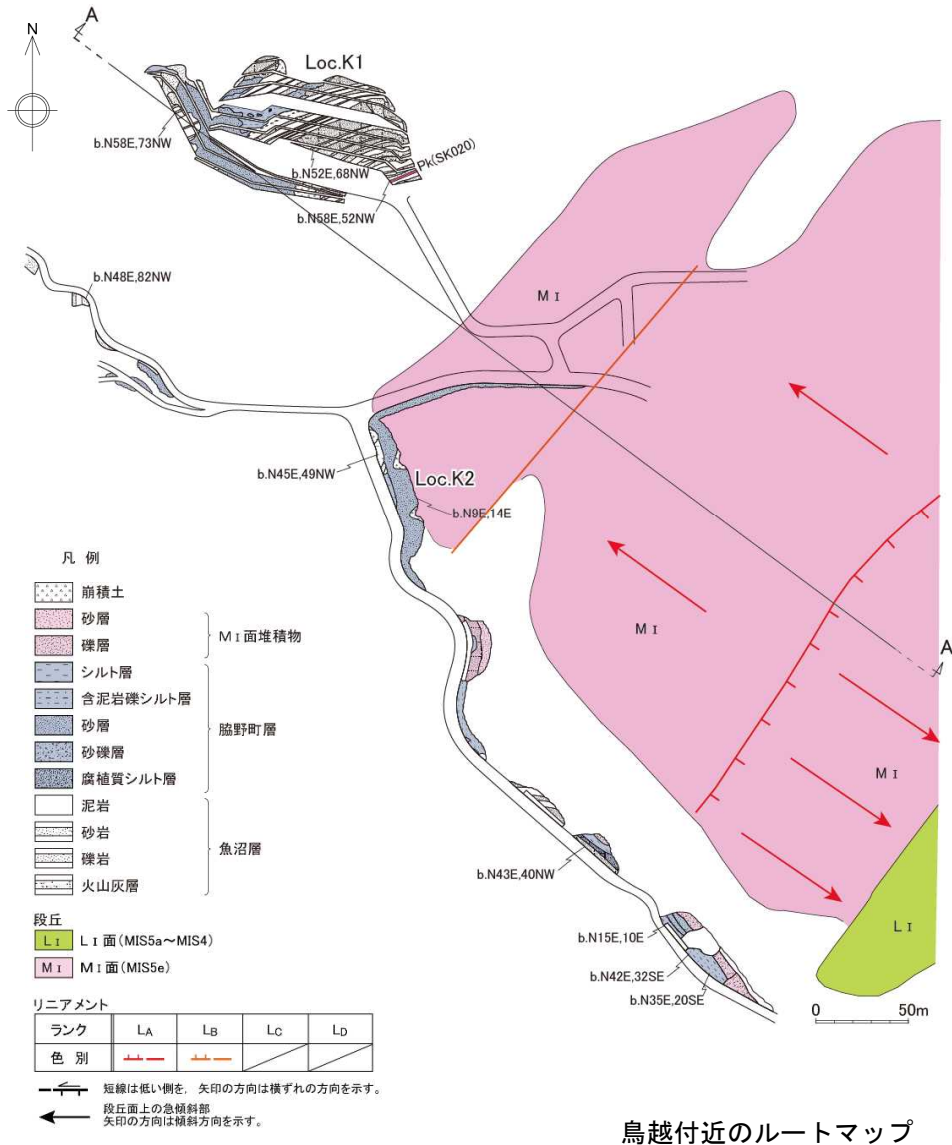 A
N
Loc.K1
b.N58E,73NW
Pk(SK020)
b.N52E,68NW
b.N58E,52NW
b.N48E,82NW
MⅠ
b.N45E,49NW
Loc.K2
b.N9E,14E
MⅠ
A
MⅠ
b.N43E,40NW
b.N15E,10E
b.N42E,32SE
b.N35E,20SE
LⅠ
0 50m
凡 例
崩積土
砂層
礫層
MⅠ面堆積物
シルト層
含泥岩礫シルト層
砂層
砂礫層
腐植質シルト層
脇野町層
泥岩
砂岩
礫岩
火山灰層
魚沼層
段丘
LⅠ LⅠ面(MIS5a~MIS4)
MⅠ MⅠ面(MIS5e)
リニアメント
ランク LA LB LC LD
色 別
短線は低い側を, 矢印の方向は横ずれの方向を示す。
段丘面上の急傾斜部
矢印の方向は傾斜方向を示す。
鳥越付近のルートマップ